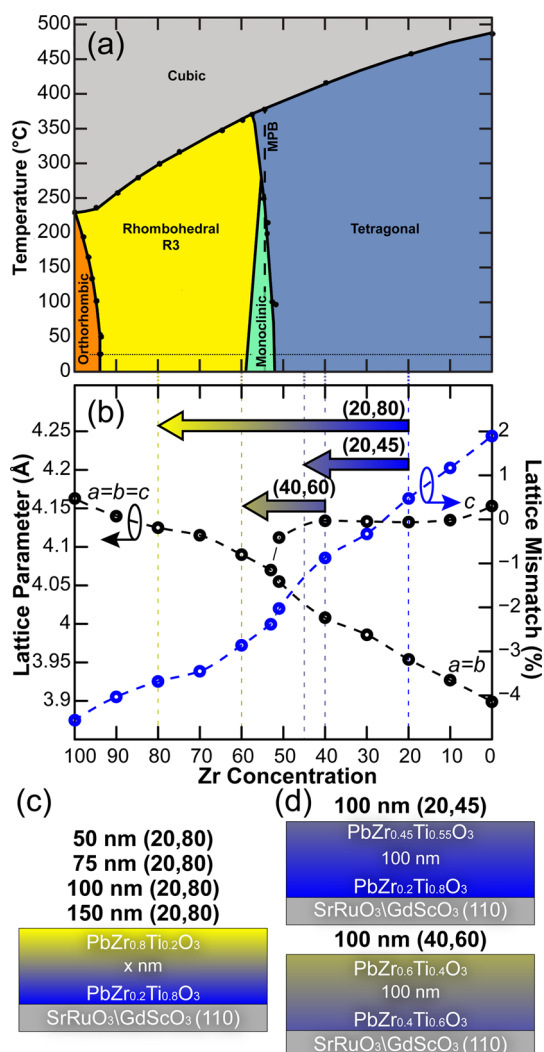 (a)
500
450
400
350
300
250
200
150
100
50
0
Temperature (°C)
Cubic
MPB
Rhombohedral
R3
Tetragonal
Orthorhombic
Monoclinic
(b)
4.25
4.2
4.15
4.1
4.05
4
3.95
3.9
Lattice Parameter (Å)
(20,80)
(20,45)
(40,60)
a=b=c
c
a=b
2
1
0
-1
-2
-3
-4
Lattice Mismatch (%)
100 90 80 70 60 50 40 30 20 10 0
Zr Concentration
(c)
50 nm (20,80)
75 nm (20,80)
100 nm (20,80)
150 nm (20,80)
PbZr0.8Ti0.2O3
x nm
PbZr0.2Ti0.8O3
SrRuO3\GdScO3 (110)
(d)
100 nm (20,45)
PbZr0.45Ti0.55O3
100 nm
PbZr0.2Ti0.8O3
SrRuO3\GdScO3 (110)
100 nm (40,60)
PbZr0.6Ti0.4O3
100 nm
PbZr0.4Ti0.6O3
SrRuO3\GdScO3 (110)